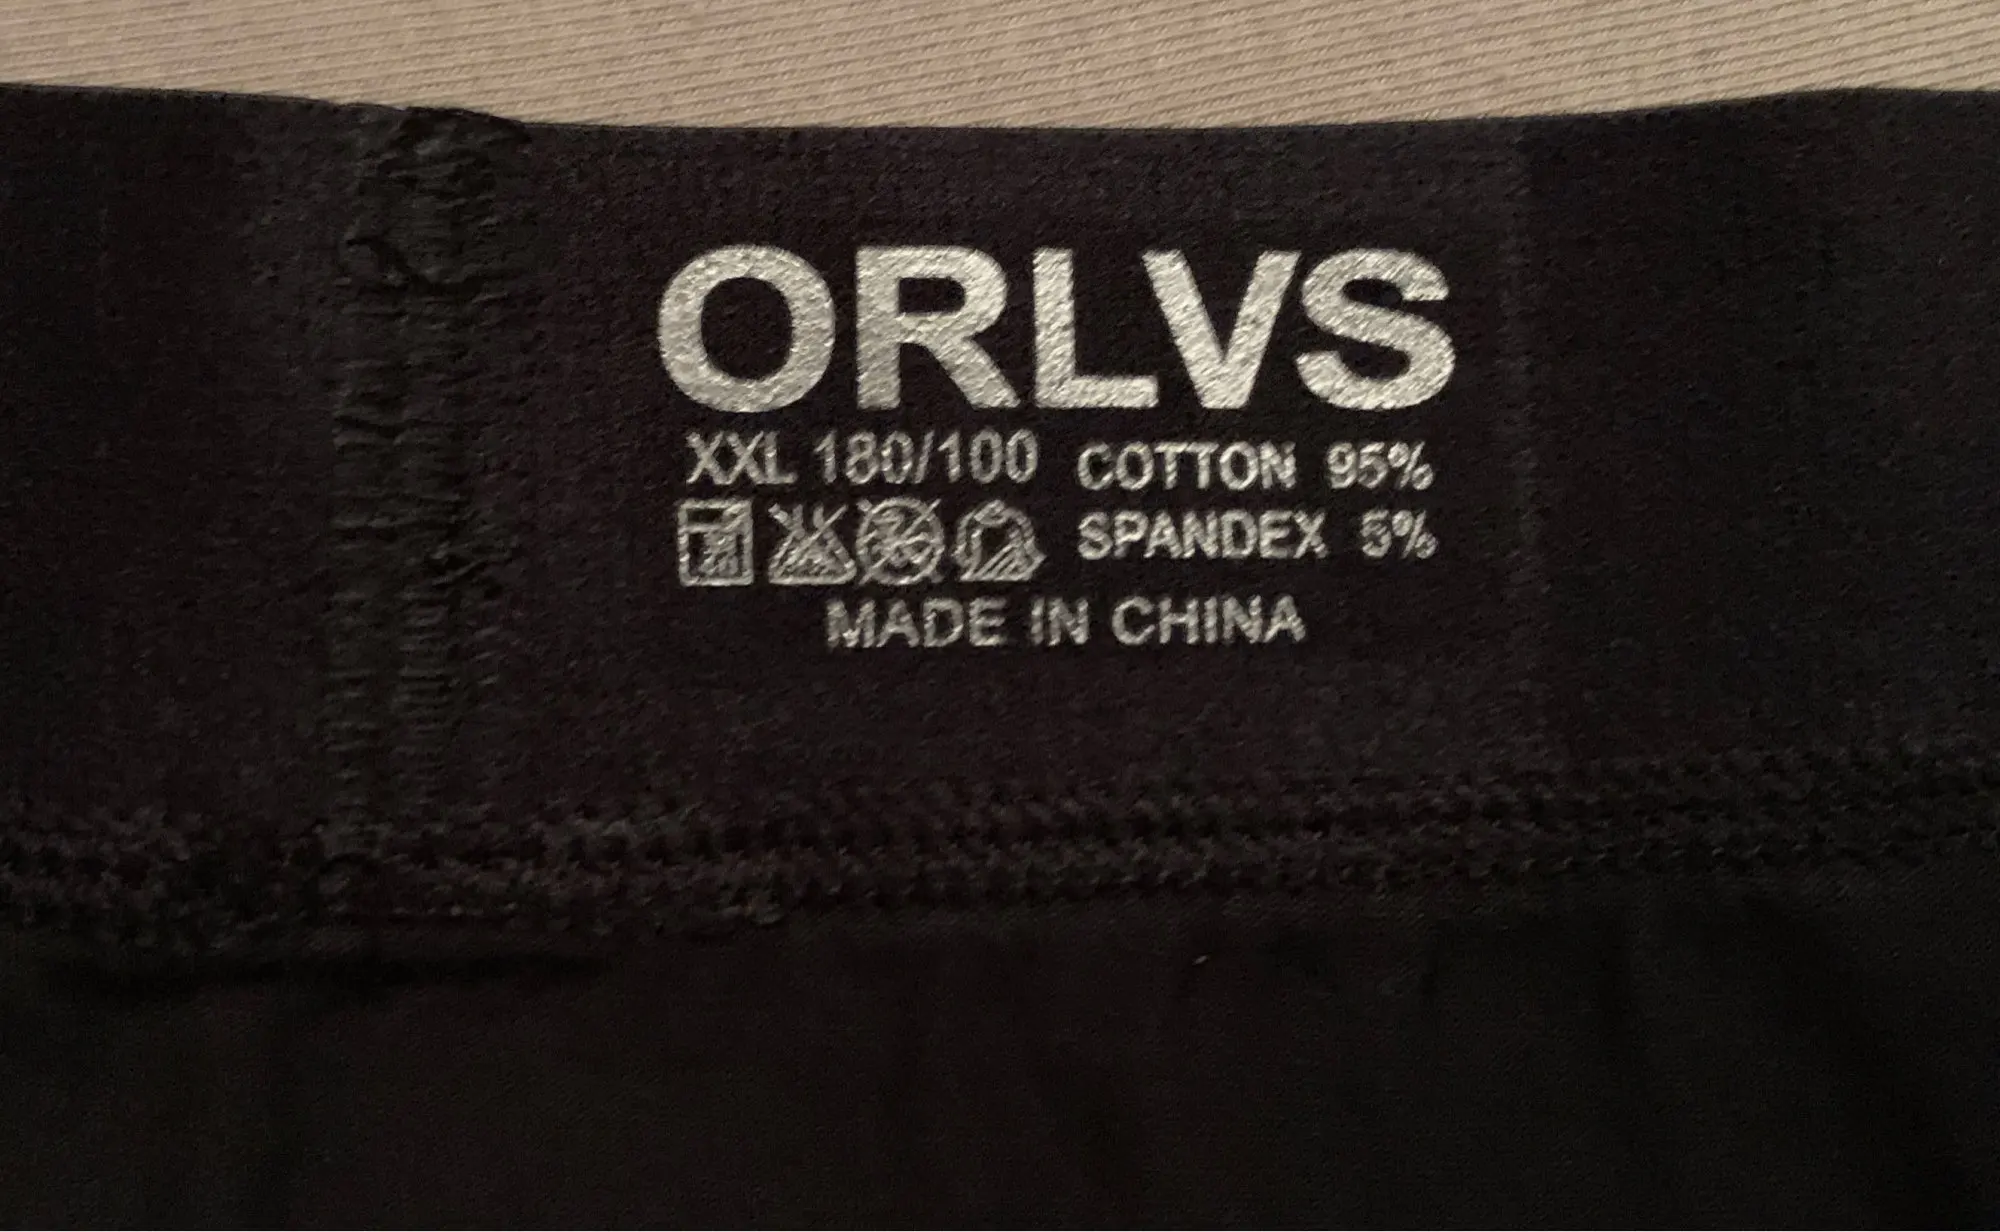 ORLVS
XXL 180/100 COTTON 95%
SPANDEX 5%
MADE IN CHINA